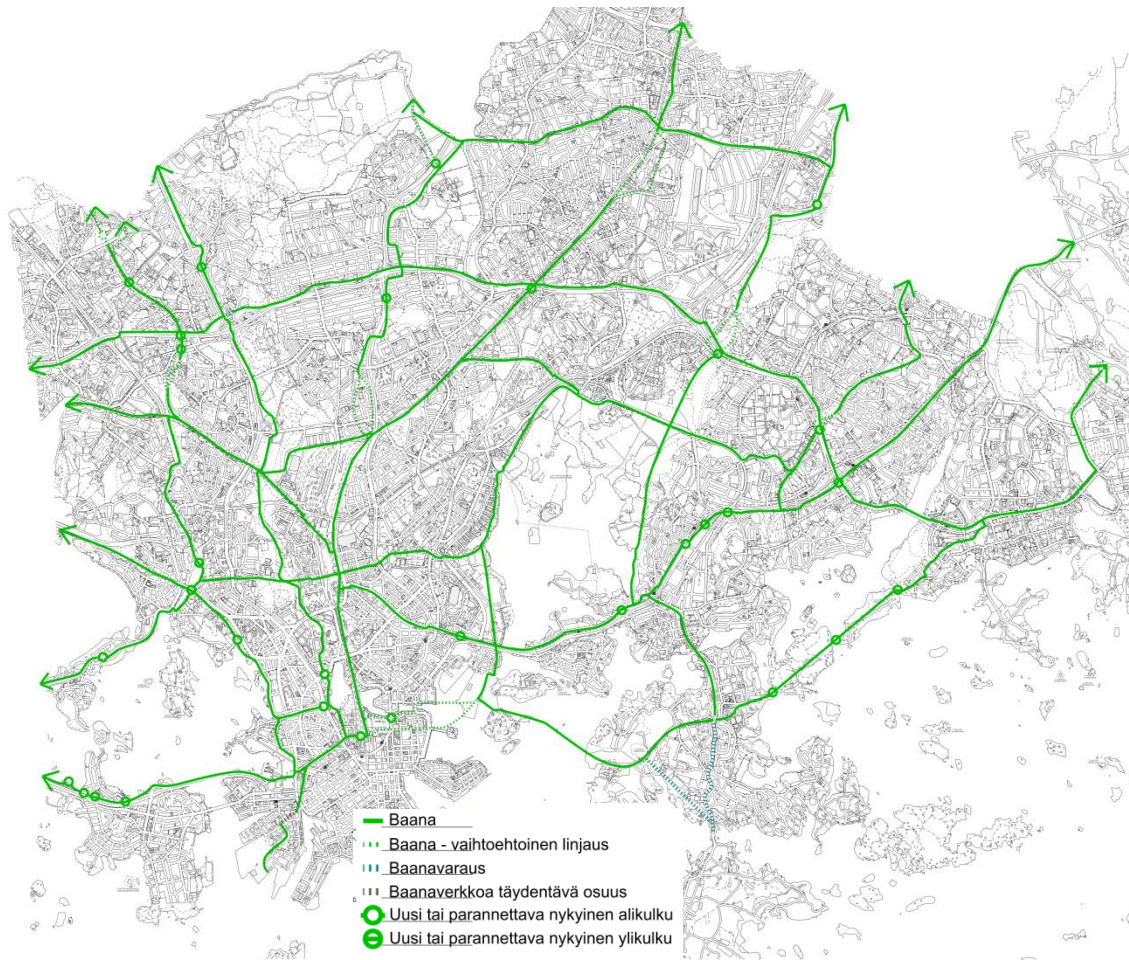 Baana
Baana - vaihtoehtoinen linjaus
Baanavaraus
Baanaverkkoa täydentävä osuus
Uusi tai parannettava nykyinen alikulku
Uusi tai parannettava nykyinen ylikulku